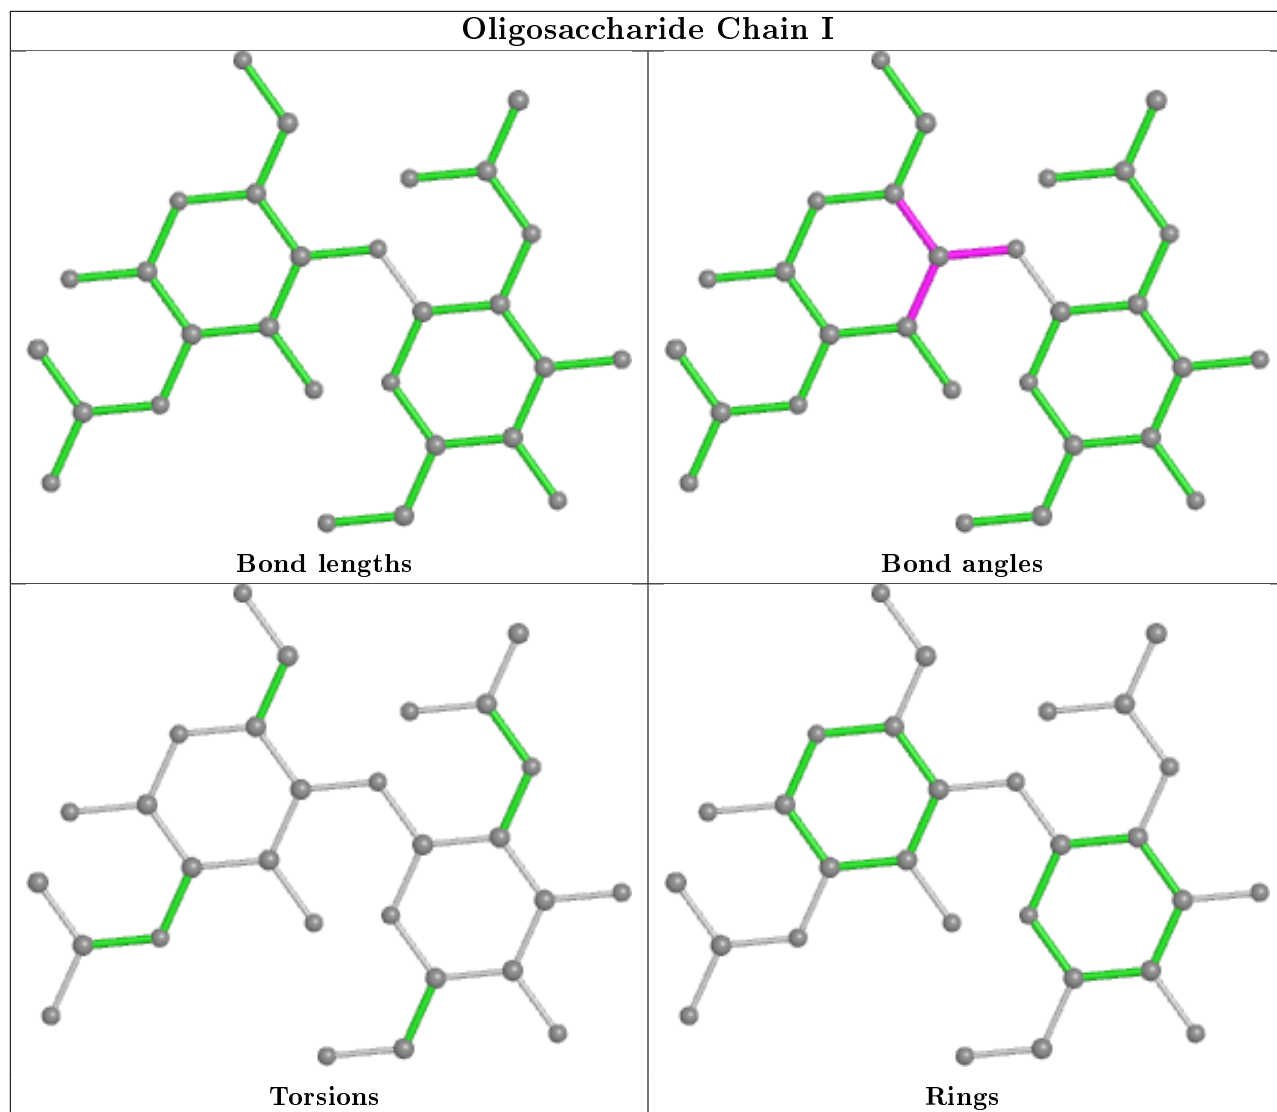 Oligosaccharide Chain I
Bond lengths
Bond angles
Torsions
Rings